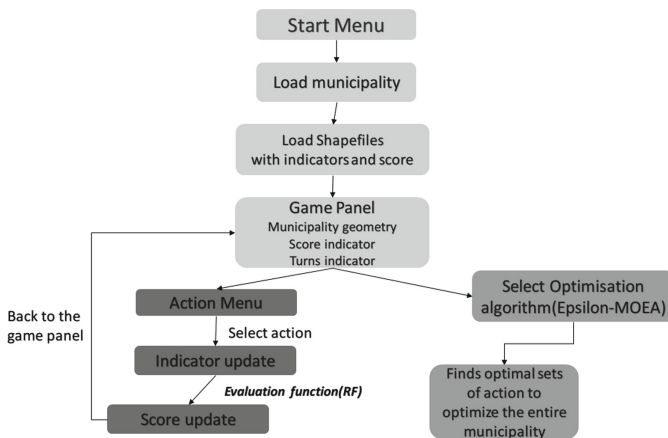 Start Menu
Load municipality
Load Shapefiles
with indicators and score
Game Panel
Municipality geometry
Score indicator
Turns indicator
Back to the
game panel
Action Menu
Select action
Indicator update
Evaluation function(RF)
Score update
Select Optimisation
algorithm(Epsilon-MOEA)
Finds optimal sets
of action to
optimize the entire
municipality